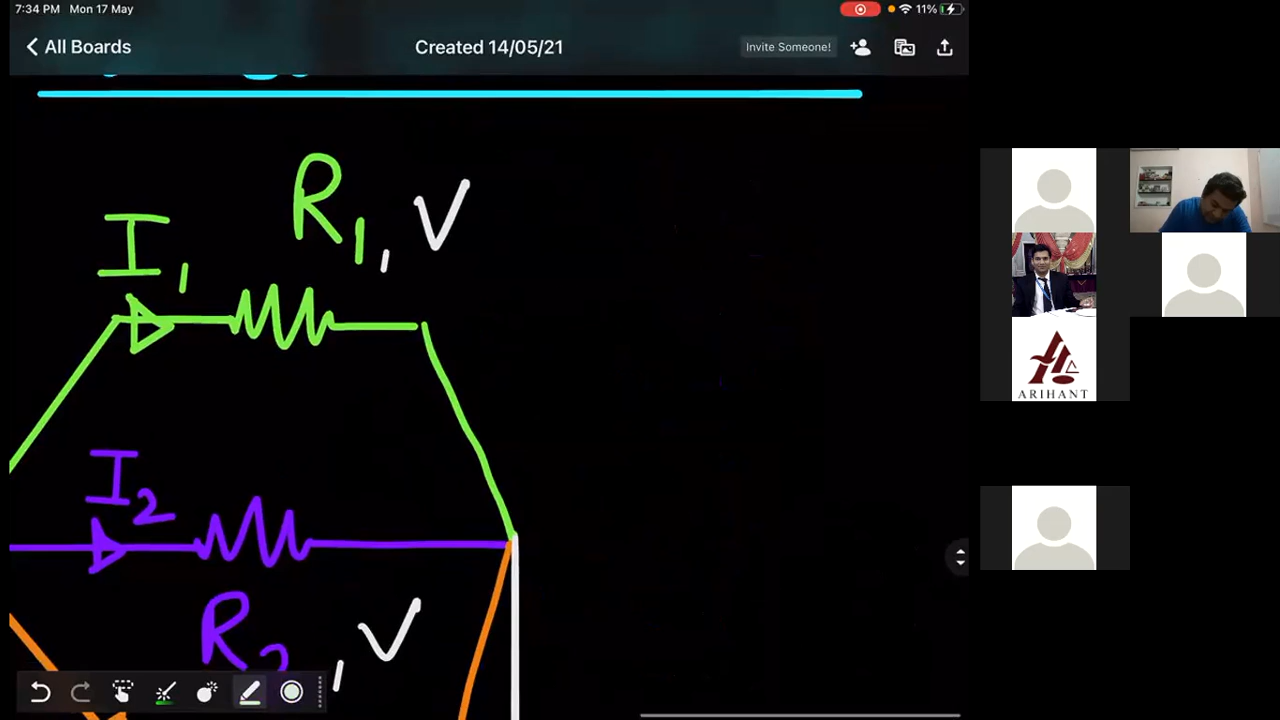 7:34 PM Mon 17 May
11%
All Boards
Created 14/05/21
Invite Someone!
R1, V
I1
I2
R2, V
ARIHANT